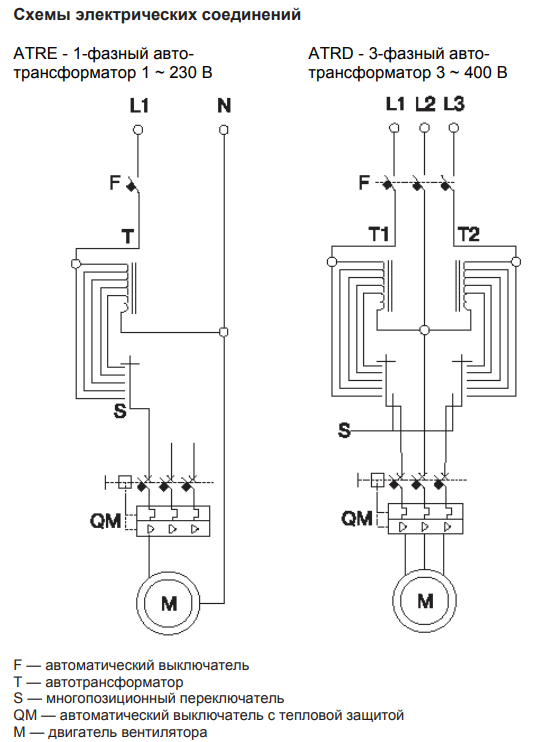 Схемы электрических соединений
ATRE - 1-фазный авто-
трансформатор 1 ~ 230 В
ATRD - 3-фазный авто-
трансформатор 3 ~ 400 В
L1 N
F
T
S
QM
M
L1 L2 L3
F
T1 T2
S
QM
M
F — автоматический выключатель
T — автотрансформатор
S — многопозиционный переключатель
QM — автоматический выключатель с тепловой защитой
M — двигатель вентилятора